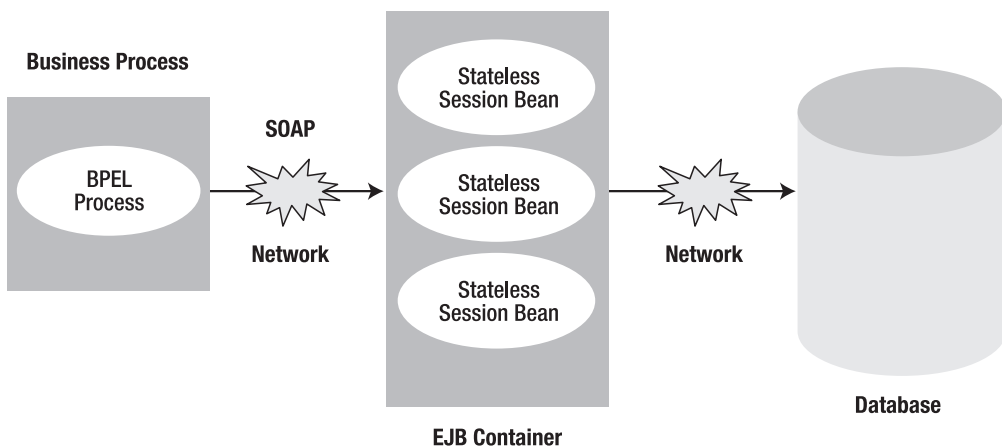 Business Process
BPEL
Process
SOAP
Network
Stateless
Session Bean
Stateless
Session Bean
Stateless
Session Bean
EJB Container
Network
Database